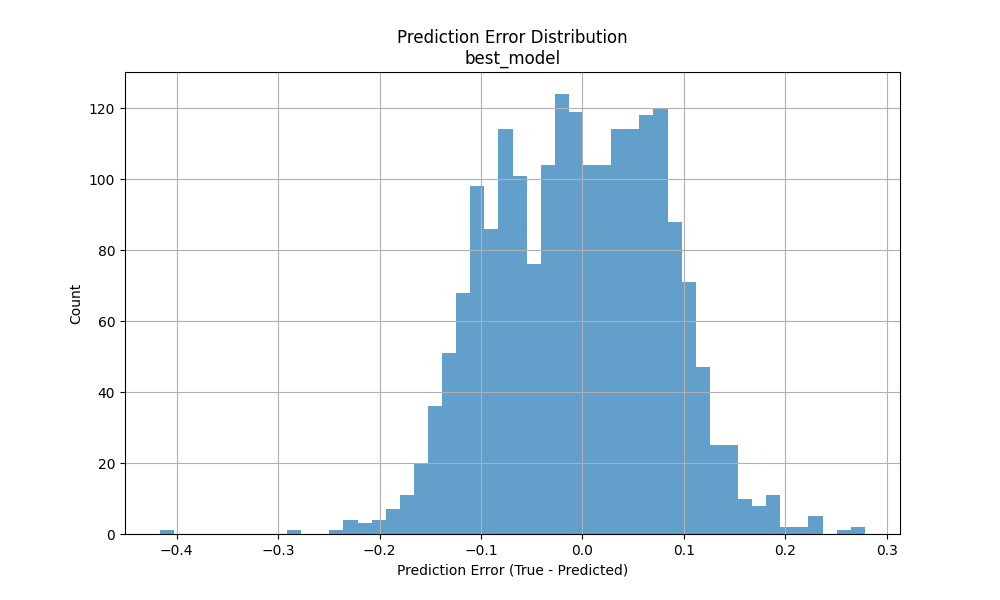 Prediction Error Distribution
best_model
120
100
80
60
40
20
0
Count
−0.4 −0.3 −0.2 −0.1 0.0 0.1 0.2 0.3
Prediction Error (True - Predicted)